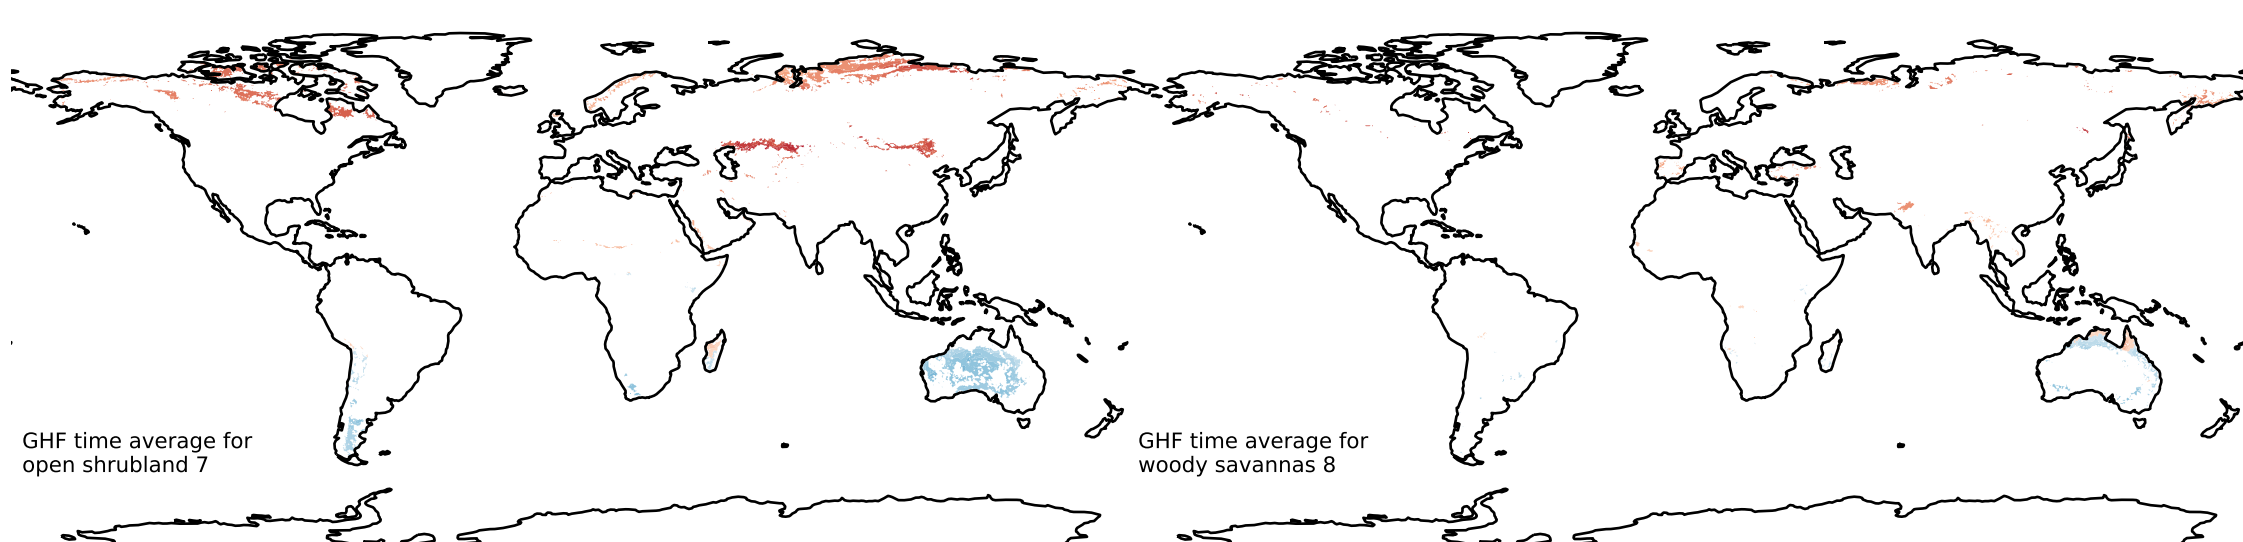 GHF time average for
open shrubland 7
GHF time average for
woody savannas 8